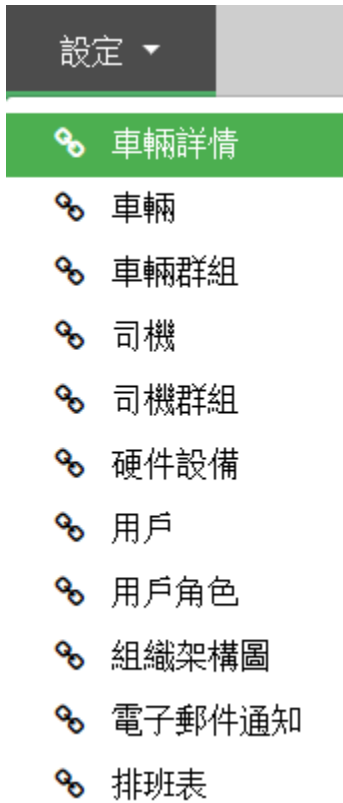 設定
車輛詳情
車輛
車輛群組
司機
司機群組
硬件設備
用戶
用戶角色
組織架構圖
電子郵件通知
排班表